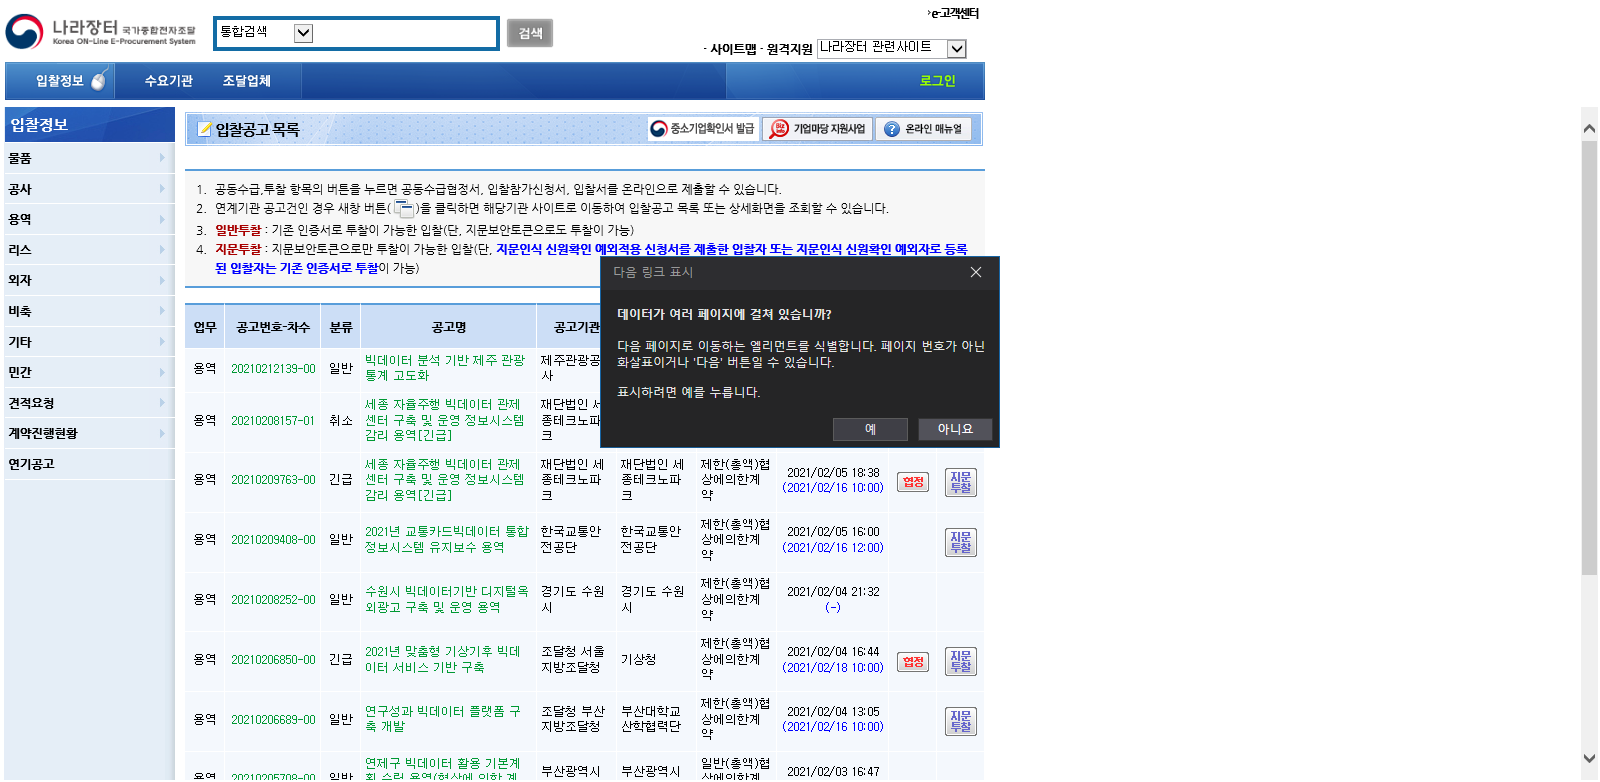 ›e-고객센터
나라장터 국가종합전자조달
Korea ON-Line E-Procurement System
통합검색
검색
- 사이트맵 - 원격지원 나라장터 관련사이트
입찰정보 수요기관 조달업체 로그인
입찰정보
물품
공사
용역
리스
외자
비축
기타
민간
견적요청
계약진행현황
연기공고
입찰공고 목록
중소기업확인서 발급 기업마당 지원사업 온라인 매뉴얼
1. 공동수급,투찰 항목의 버튼을 누르면 공동수급협정서, 입찰참가신청서, 입찰서를 온라인으로 제출할 수 있습니다.
2. 연계기관 공고건인 경우 새창 버튼( )을 클릭하면 해당기관 사이트로 이동하여 입찰공고 목록 또는 상세화면을 조회할 수 있습니다.
3. 일반투찰 : 기존 인증서로 투찰이 가능한 입찰(단, 지문보안토큰으로도 투찰이 가능)
4. 지문투찰 : 지문보안토큰으로만 투찰이 가능한 입찰(단, 지문인식 신원확인 예외적용 신청서를 제출한 입찰자 또는 지문인식 신원확인 예외자로 등록
된 입찰자는 기존 인증서로 투찰이 가능)
다음 링크 표시
데이터가 여러 페이지에 걸쳐 있습니까?
다음 페이지로 이동하는 엘리먼트를 식별합니다. 페이지 번호가 아닌
화살표이거나 '다음' 버튼일 수 있습니다.
표시하려면 예를 누릅니다.
예 아니요
업무 공고번호-차수 분류 공고명 공고기관
용역 20210212139-00 일반 빅데이터 분석 기반 제주 관광 제주관광공
통계 고도화 사
용역 20210208157-01 취소 세종 자율주행 빅데이터 관제 재단법인 세
센터 구축 및 운영 정보시스템 종테크노파
감리 용역[긴급] 크
용역 20210209763-00 긴급 세종 자율주행 빅데이터 관제 재단법인 세 재단법인 세 제한(총액)협 2021/02/05 18:38 협정 지문
센터 구축 및 운영 정보시스템 종테크노파 종테크노파 상에의한계 (2021/02/16 10:00) 투찰
감리 용역[긴급] 크 크 약
용역 20210209408-00 일반 2021년 교통카드빅데이터 통합 한국교통안 한국교통안 제한(총액)협 2021/02/05 16:00 지문
정보시스템 유지보수 용역 전공단 전공단 상에의한계 (2021/02/16 12:00) 투찰
약
용역 20210208252-00 일반 수원시 빅데이터기반 디지털옥 경기도 수원 경기도 수원 제한(총액)협 2021/02/04 21:32
외광고 구축 및 운영 용역 시 시 상에의한계 (-)
약
용역 20210206850-00 긴급 2021년 맞춤형 기상기후 빅데 조달청 서울 기상청 제한(총액)협 2021/02/04 16:44 협정 지문
이터 서비스 기반 구축 지방조달청 상에의한계 (2021/02/18 10:00) 투찰
약
용역 20210206689-00 일반 연구성과 빅데이터 플랫폼 구 조달청 부산 부산대학교 제한(총액)협 2021/02/04 13:05 지문
축 개발 지방조달청 산학협력단 상에의한계 (2021/02/16 10:00) 투찰
약
용역 20210205708-00 일반 연제구 빅데이터 활용 기본계 부산광역시 부산광역시 일반(총액)협 2021/02/03 16:47
획 수립 용역(협상에 의한 계 상에의한계